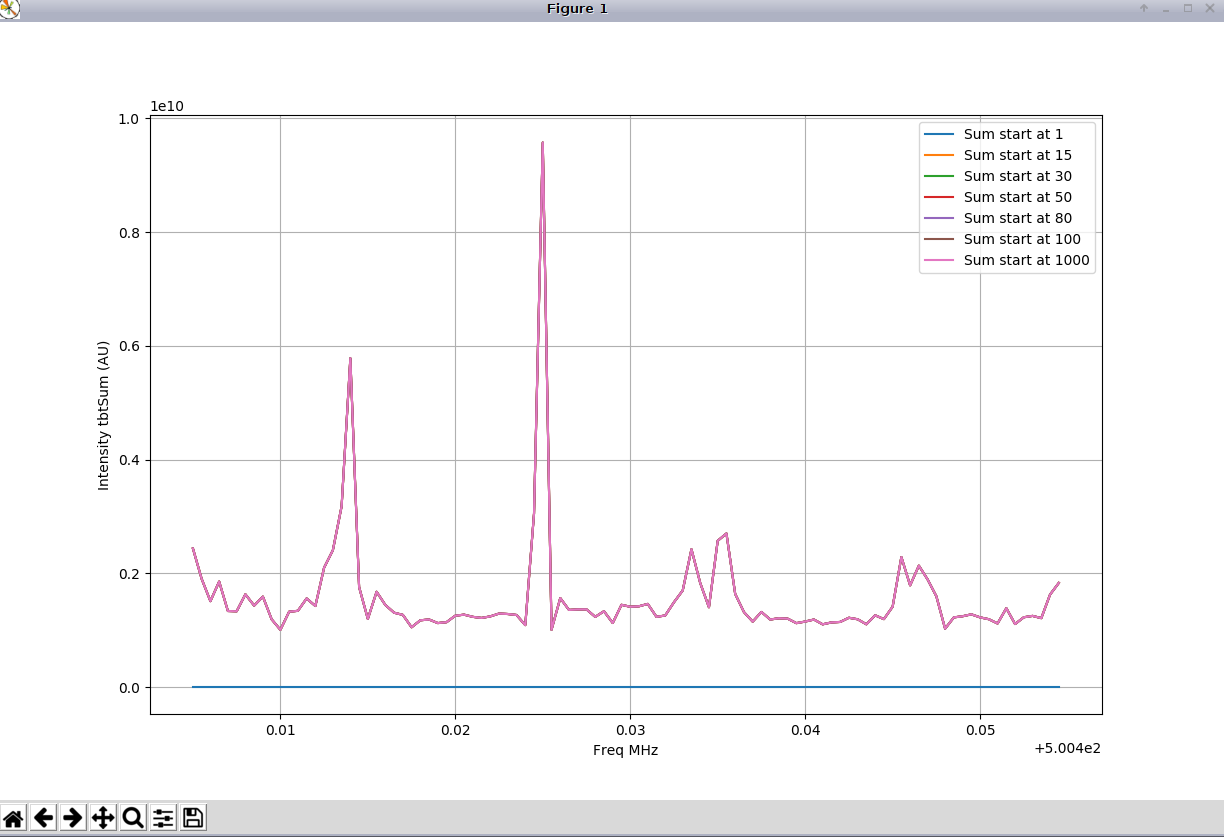 Figure 1
1e10
1.0
0.8
0.6
0.4
0.2
0.0
Intensity tbtSum (AU)
Sum start at 1
Sum start at 15
Sum start at 30
Sum start at 50
Sum start at 80
Sum start at 100
Sum start at 1000
0.01 0.02 0.03 0.04 0.05
Freq MHz
+5.004e2